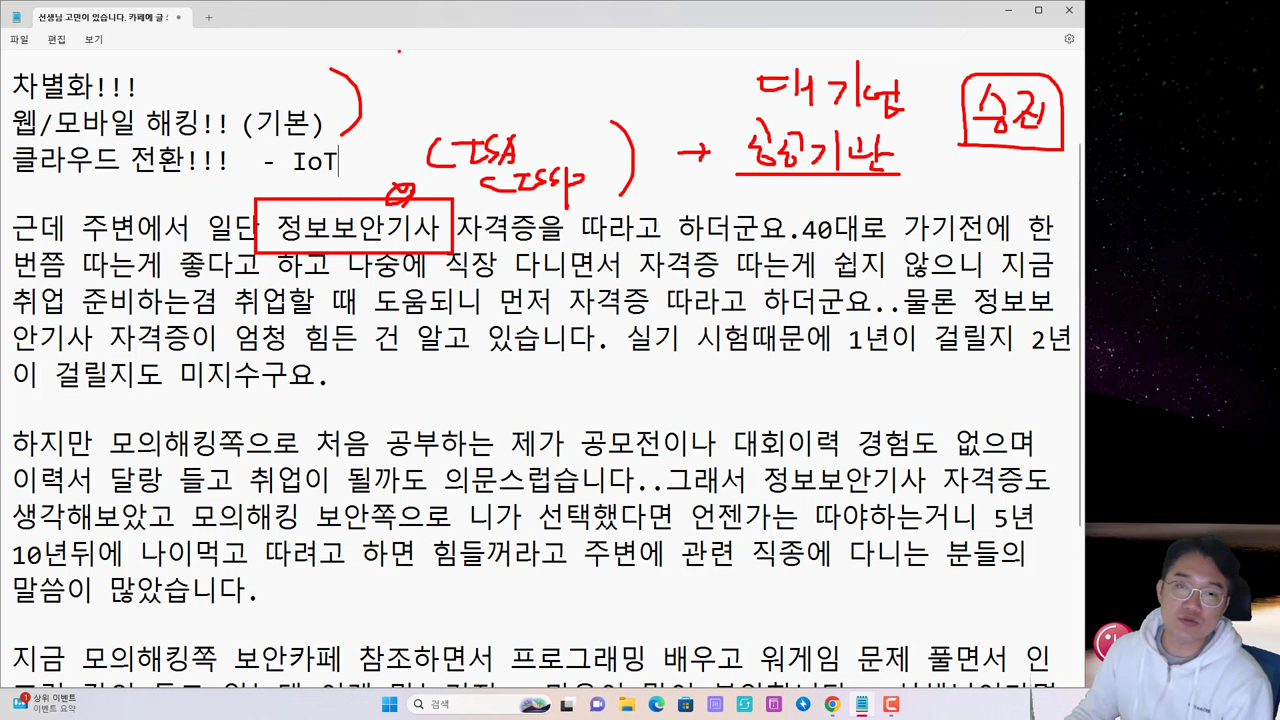 선생님 고민이 있습니다. 카페에 글
파일 편집 보기
차별화!!!
웹/모바일 해킹!! (기본)
클라우드 전환!!! - IoT
CISA
CISSP
대기업
공공기관
승진
근데 주변에서 일단 정보보안기사 자격증을 따라고 하더군요.40대로 가기전에 한
번쯤 따는게 좋다고 하고 나중에 직장 다니면서 자격증 따는게 쉽지 않으니 지금
취업 준비하는겸 취업할 때 도움되니 먼저 자격증 따라고 하더군요..물론 정보보
안기사 자격증이 엄청 힘든 건 알고 있습니다. 실기 시험때문에 1년이 걸릴지 2년
이 걸릴지도 미지수구요.
하지만 모의해킹쪽으로 처음 공부하는 제가 공모전이나 대회이력 경험도 없으며
이력서 달랑 들고 취업이 될까도 의문스럽습니다..그래서 정보보안기사 자격증도
생각해보았고 모의해킹 보안쪽으로 니가 선택했다면 언젠가는 따야하는거니 5년
10년뒤에 나이먹고 따려고 하면 힘들꺼라고 주변에 관련 직종에 다니는 분들의
말씀이 많았습니다.
지금 모의해킹쪽 보안카페 참조하면서 프로그래밍 배우고 워게임 문제 풀면서 인
상위 이벤트
이벤트 요약
검색